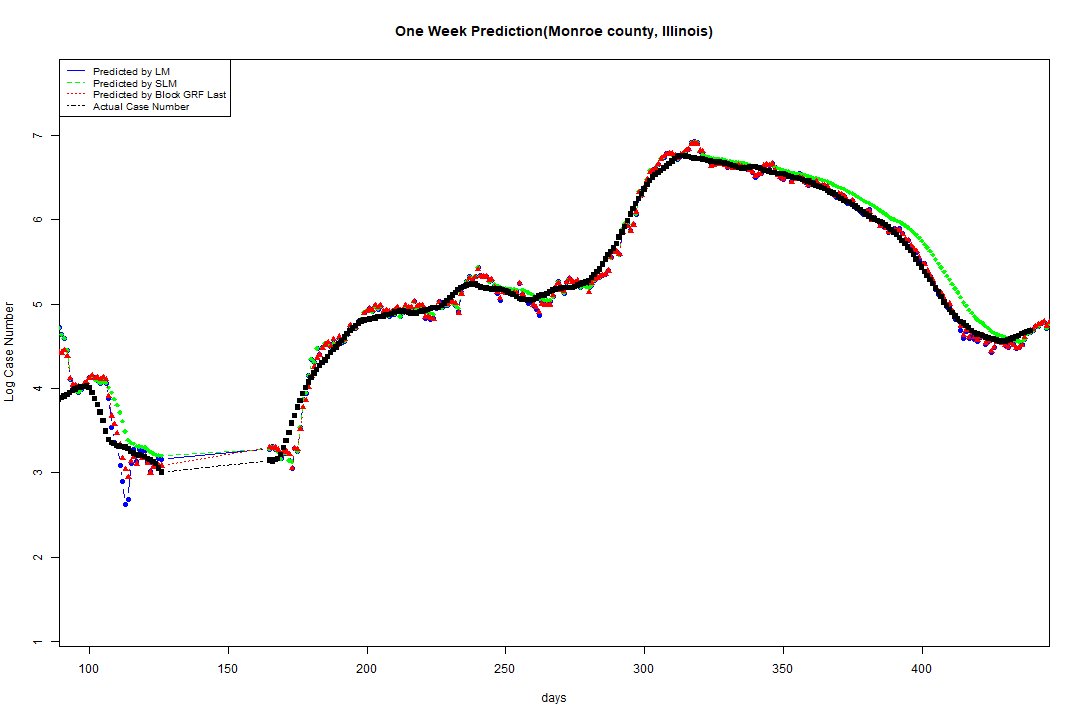 One Week Prediction(Monroe county, Illinois)
Predicted by LM
Predicted by SLM
Predicted by Block GRF Last
Actual Case Number
7
6
5
4
3
2
1
Log Case Number
100 150 200 250 300 350 400
days